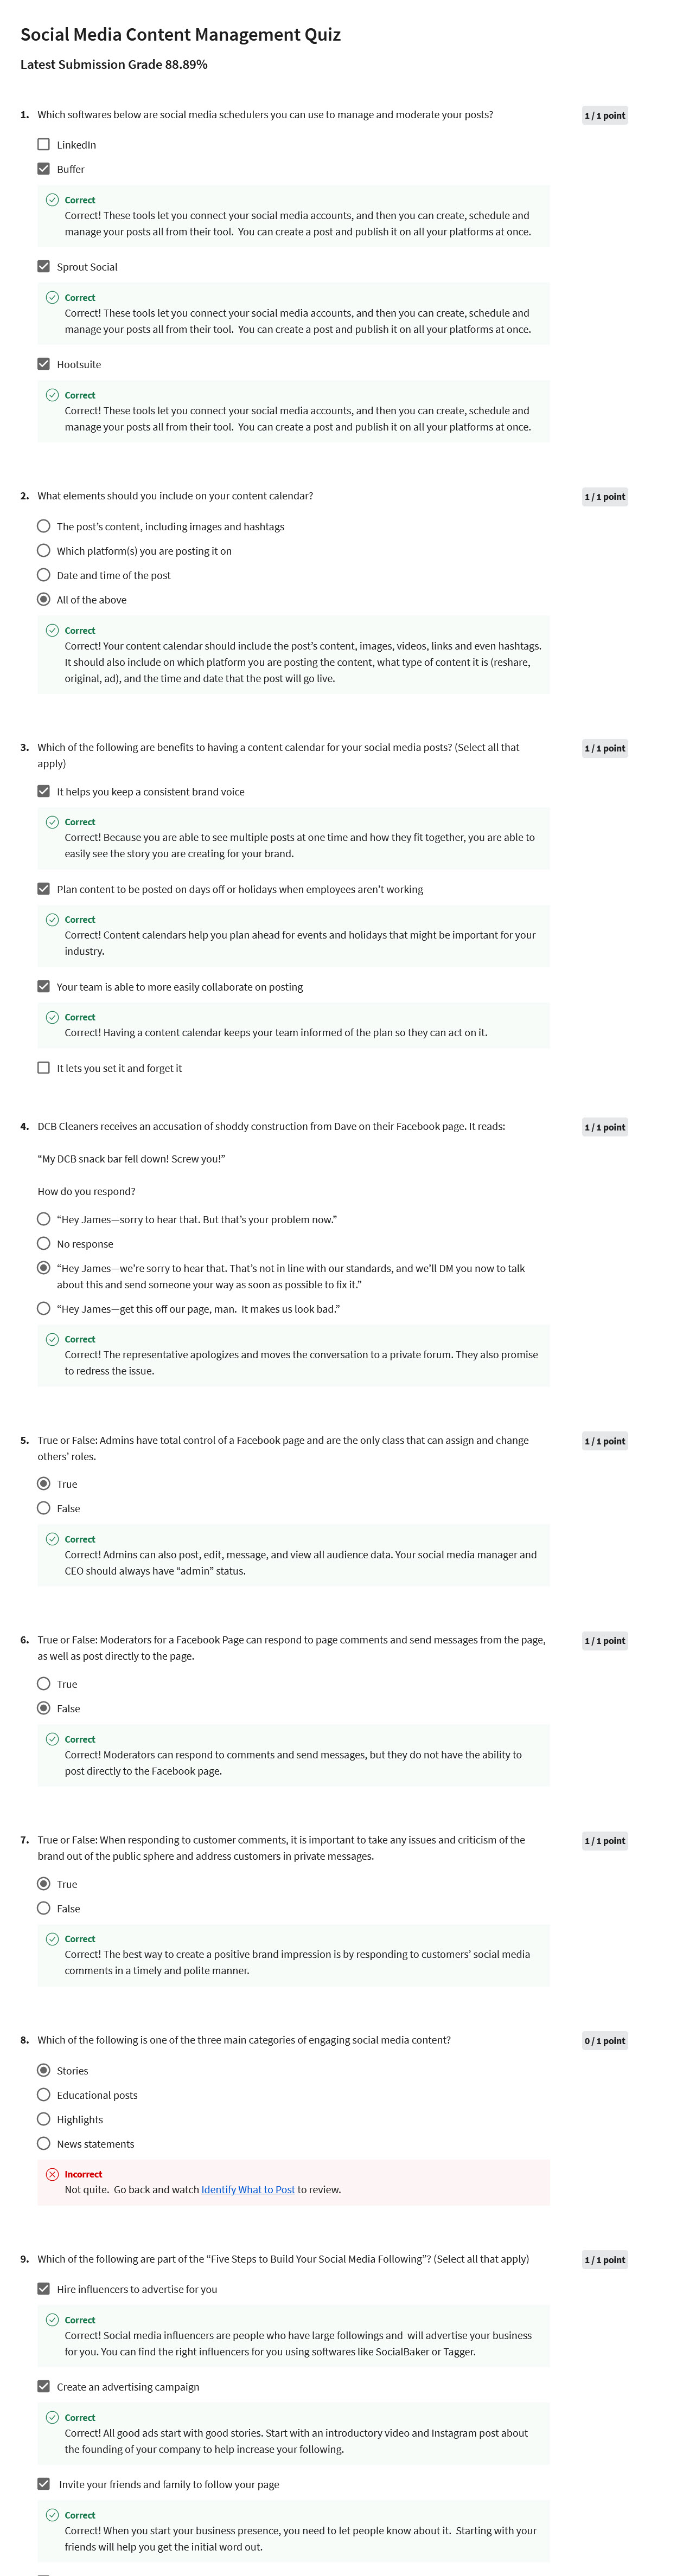 Social Media Content Management Quiz
Latest Submission Grade 88.89%
1. Which softwares below are social media schedulers you can use to manage and moderate your posts?
1 / 1 point
LinkedIn
Buffer
Correct
Correct! These tools let you connect your social media accounts, and then you can create, schedule and
manage your posts all from their tool.  You can create a post and publish it on all your platforms at once.
Sprout Social
Correct
Correct! These tools let you connect your social media accounts, and then you can create, schedule and
manage your posts all from their tool.  You can create a post and publish it on all your platforms at once.
Hootsuite
Correct
Correct! These tools let you connect your social media accounts, and then you can create, schedule and
manage your posts all from their tool.  You can create a post and publish it on all your platforms at once.
2. What elements should you include on your content calendar?
1 / 1 point
The post’s content, including images and hashtags
Which platform(s) you are posting it on
Date and time of the post
All of the above
Correct
Correct! Your content calendar should include the post’s content, images, videos, links and even hashtags.
It should also include on which platform you are posting the content, what type of content it is (reshare,
original, ad), and the time and date that the post will go live.
3. Which of the following are benefits to having a content calendar for your social media posts? (Select all that
apply)
1 / 1 point
It helps you keep a consistent brand voice
Correct
Correct! Because you are able to see multiple posts at one time and how they fit together, you are able to
easily see the story you are creating for your brand.
Plan content to be posted on days off or holidays when employees aren't working
Correct
Correct! Content calendars help you plan ahead for events and holidays that might be important for your
industry.
Your team is able to more easily collaborate on posting
Correct
Correct! Having a content calendar keeps your team informed of the plan so they can act on it.
It lets you set it and forget it
4. DCB Cleaners receives an accusation of shoddy construction from Dave on their Facebook page. It reads:
1 / 1 point
“My DCB snack bar fell down! Screw you!”
How do you respond?
“Hey James—sorry to hear that. But that’s your problem now.”
No response
“Hey James—we’re sorry to hear that. That’s not in line with our standards, and we’ll DM you now to talk
about this and send someone your way as soon as possible to fix it.”
“Hey James—get this off our page, man.  It makes us look bad.”
Correct
Correct! The representative apologizes and moves the conversation to a private forum. They also promise
to redress the issue.
5. True or False: Admins have total control of a Facebook page and are the only class that can assign and change
others’ roles.
1 / 1 point
True
False
Correct
Correct! Admins can also post, edit, message, and view all audience data. Your social media manager and
CEO should always have “admin” status.
6. True or False: Moderators for a Facebook Page can respond to page comments and send messages from the page,
as well as post directly to the page.
1 / 1 point
True
False
Correct
Correct! Moderators can respond to comments and send messages, but they do not have the ability to
post directly to the Facebook page.
7. True or False: When responding to customer comments, it is important to take any issues and criticism of the
brand out of the public sphere and address customers in private messages.
1 / 1 point
True
False
Correct
Correct! The best way to create a positive brand impression is by responding to customers’ social media
comments in a timely and polite manner.
8. Which of the following is one of the three main categories of engaging social media content?
0 / 1 point
Stories
Educational posts
Highlights
News statements
Incorrect
Not quite.  Go back and watch Identify What to Post to review.
9. Which of the following are part of the “Five Steps to Build Your Social Media Following”? (Select all that apply)
1 / 1 point
Hire influencers to advertise for you
Correct
Correct! Social media influencers are people who have large followings and  will advertise your business
for you. You can find the right influencers for you using softwares like SocialBaker or Tagger.
Create an advertising campaign
Correct
Correct! All good ads start with good stories. Start with an introductory video and Instagram post about
the founding of your company to help increase your following.
Invite your friends and family to follow your page
Correct
Correct! When you start your business presence, you need to let people know about it.  Starting with your
friends will help you get the initial word out.